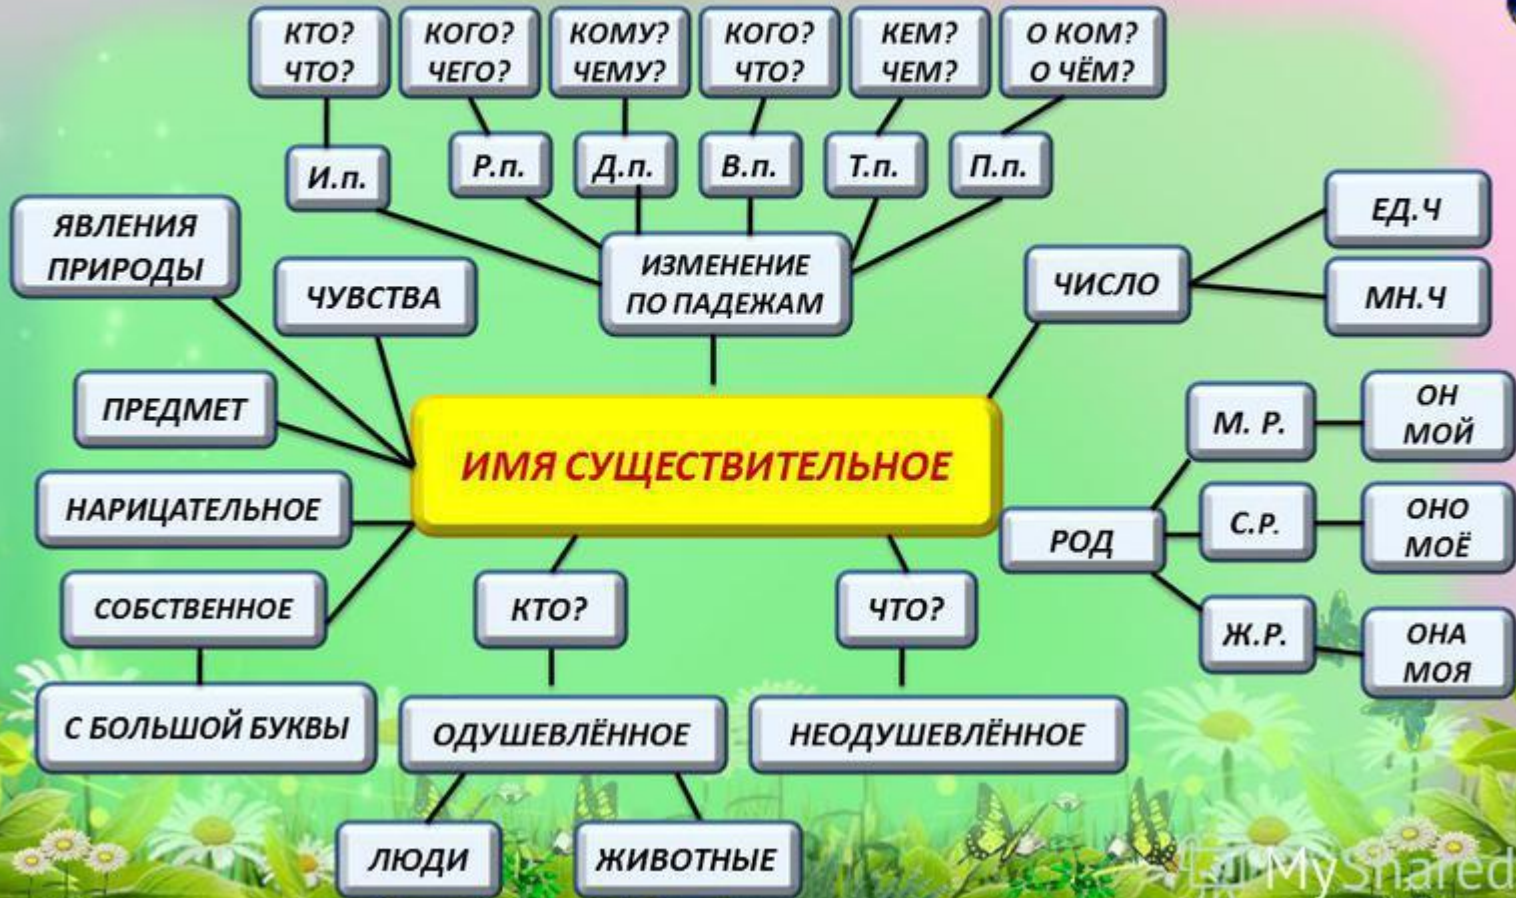 КТО?
ЧТО?
КОГО?
ЧЕГО?
КОМУ?
ЧЕМУ?
КОГО?
ЧТО?
КЕМ?
ЧЕМ?
О КОМ?
О ЧЁМ?
И.п.
Р.п.
Д.п.
В.п.
Т.п.
П.п.
ЯВЛЕНИЯ
ПРИРОДЫ
ЧУВСТВА
ИЗМЕНЕНИЕ
ПО ПАДЕЖАМ
ЧИСЛО
ЕД.Ч
МН.Ч
ПРЕДМЕТ
ИМЯ СУЩЕСТВИТЕЛЬНОЕ
М. Р.
ОН
МОЙ
НАРИЦАТЕЛЬНОЕ
РОД
С.Р.
ОНО
МОЁ
СОБСТВЕННОЕ
КТО?
ЧТО?
Ж.Р.
ОНА
МОЯ
С БОЛЬШОЙ БУКВЫ
ОДУШЕВЛЁННОЕ
НЕОДУШЕВЛЁННОЕ
ЛЮДИ
ЖИВОТНЫЕ
MyShared